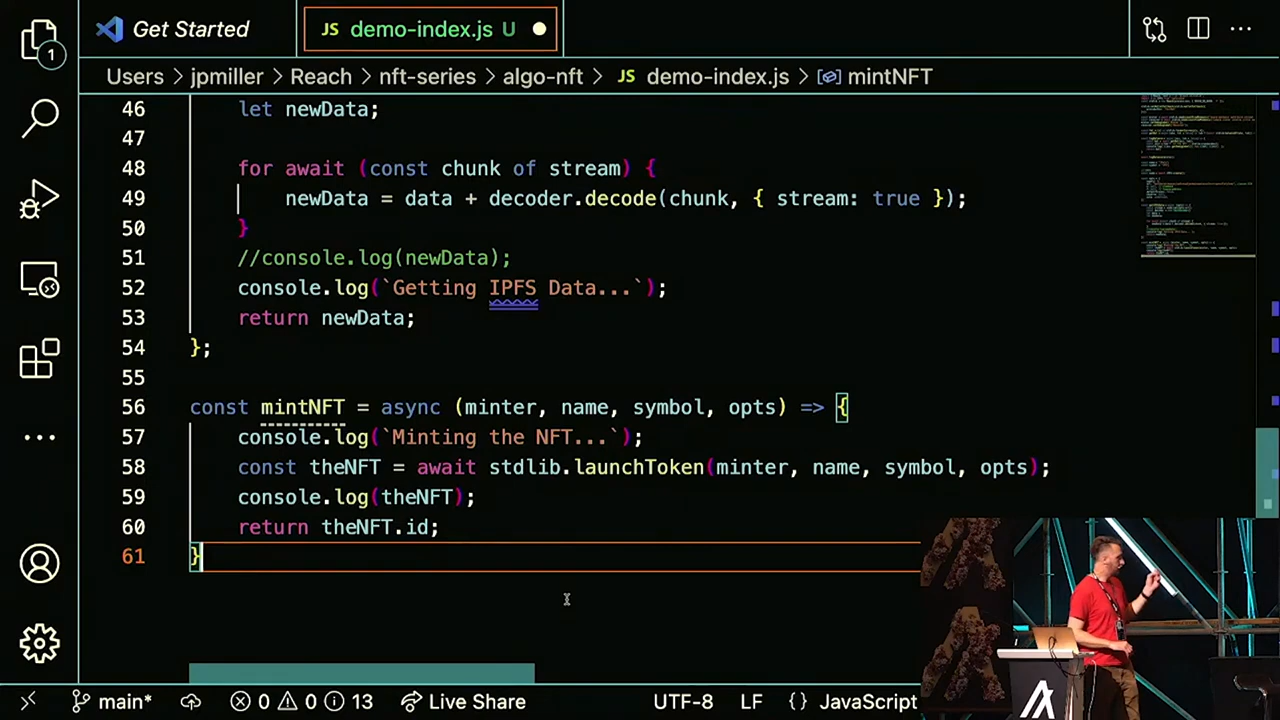 Get Started
JS demo-index.js U
1
Users > jpmiller > Reach > nft-series > algo-nft > JS demo-index.js > mintNFT
46 let newData;
47
48 for await (const chunk of stream) {
49 newData = data + decoder.decode(chunk, { stream: true });
50 }
51 //console.log(newData);
52 console.log(`Getting IPFS Data...`);
53 return newData;
54 };
55
56 const mintNFT = async (minter, name, symbol, opts) => {
57 console.log(`Minting the NFT...`);
58 const theNFT = await stdlib.launchToken(minter, name, symbol, opts);
59 console.log(theNFT);
60 return theNFT.id;
61 }
main* 0 0 13 Live Share UTF-8 LF {} JavaScript